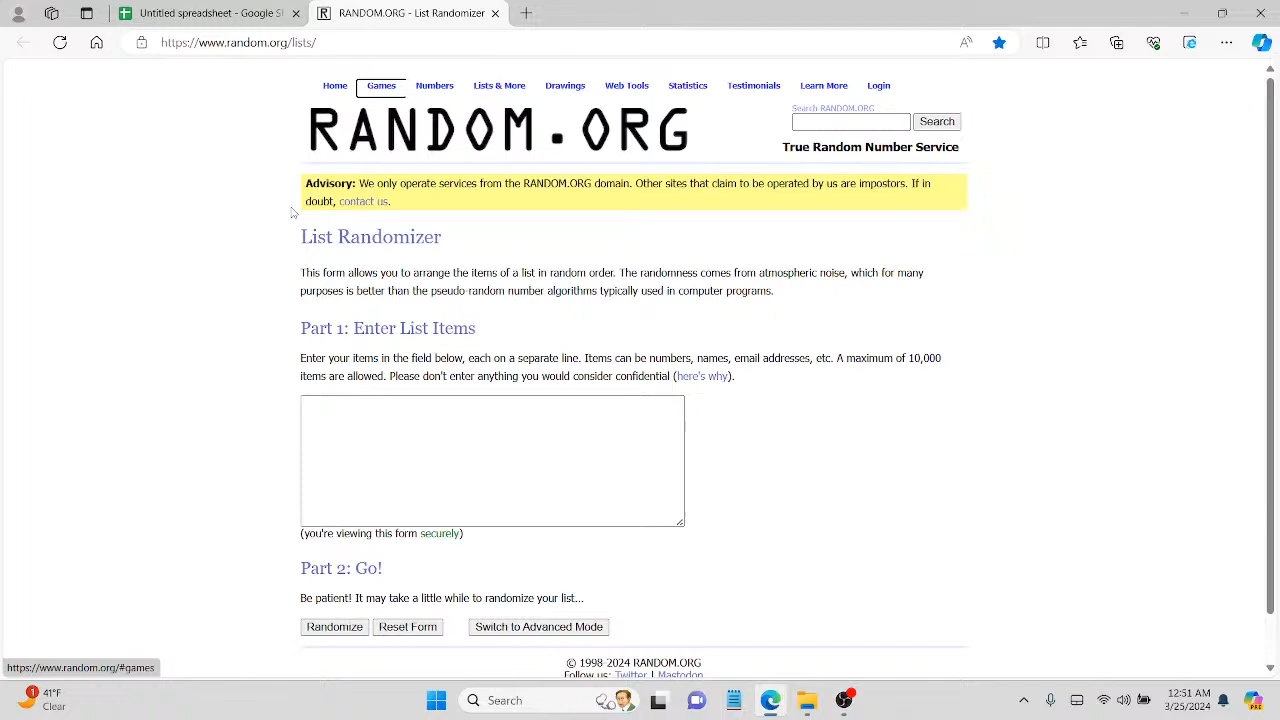 Untitled spreadsheet - Google S
RANDOM.ORG - List Randomizer
https://www.random.org/lists/
Home Games Numbers Lists & More Drawings Web Tools Statistics Testimonials Learn More Login
Search RANDOM.ORG
Search
RANDOM.ORG
True Random Number Service
Advisory: We only operate services from the RANDOM.ORG domain. Other sites that claim to be operated by us are impostors. If in
doubt, contact us.
List Randomizer
This form allows you to arrange the items of a list in random order. The randomness comes from atmospheric noise, which for many
purposes is better than the pseudo-random number algorithms typically used in computer programs.
Part 1: Enter List Items
Enter your items in the field below, each on a separate line. Items can be numbers, names, email addresses, etc. A maximum of 10,000
items are allowed. Please don't enter anything you would consider confidential (here's why).
(you're viewing this form securely)
Part 2: Go!
Be patient! It may take a little while to randomize your list...
Randomize Reset Form Switch to Advanced Mode
© 1998-2024 RANDOM.ORG
Follow us: Twitter | Mastodon
https://www.random.org/#games
1
41°F
Clear
Search
2:51 AM
3/25/2024
PRE